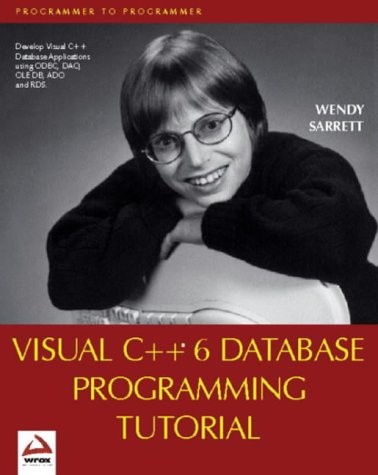 PROGRAMMER TO PROGRAMMER
Develop Visual C++
Database Applications
using ODBC, DAO,
OLE DB, ADO
and RDS.
WENDY
SARRETT
VISUAL C++ 6 DATABASE
PROGRAMMING
TUTORIAL
wrox